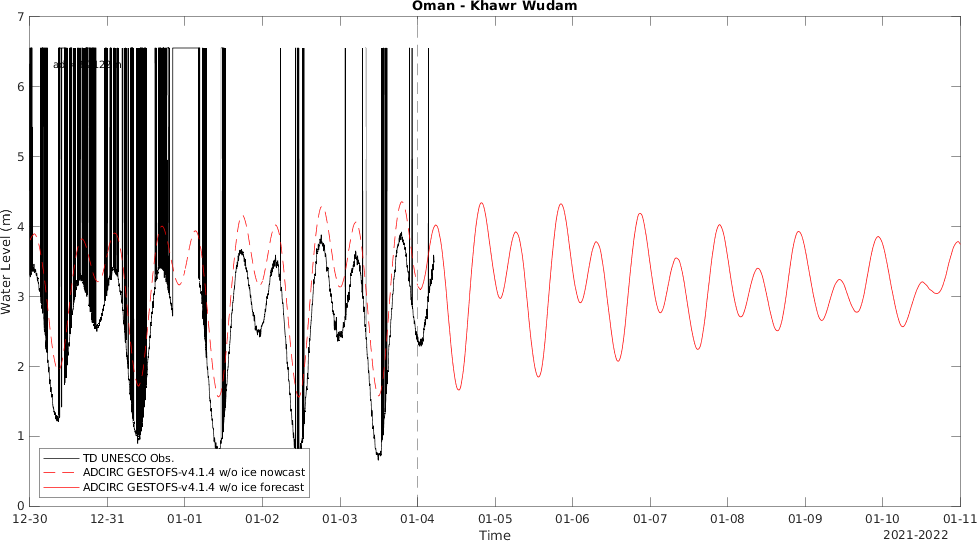 Oman - Khawr Wudam
7
6
5
4
3
2
1
0
Water Level (m)
TD UNESCO Obs.
ADCIRC GESTOFS-v4.1.4 w/o ice nowcast
ADCIRC GESTOFS-v4.1.4 w/o ice forecast
12-30 12-31 01-01 01-02 01-03 01-04 01-05 01-06 01-07 01-08 01-09 01-10 01-11
Time
2021-2022